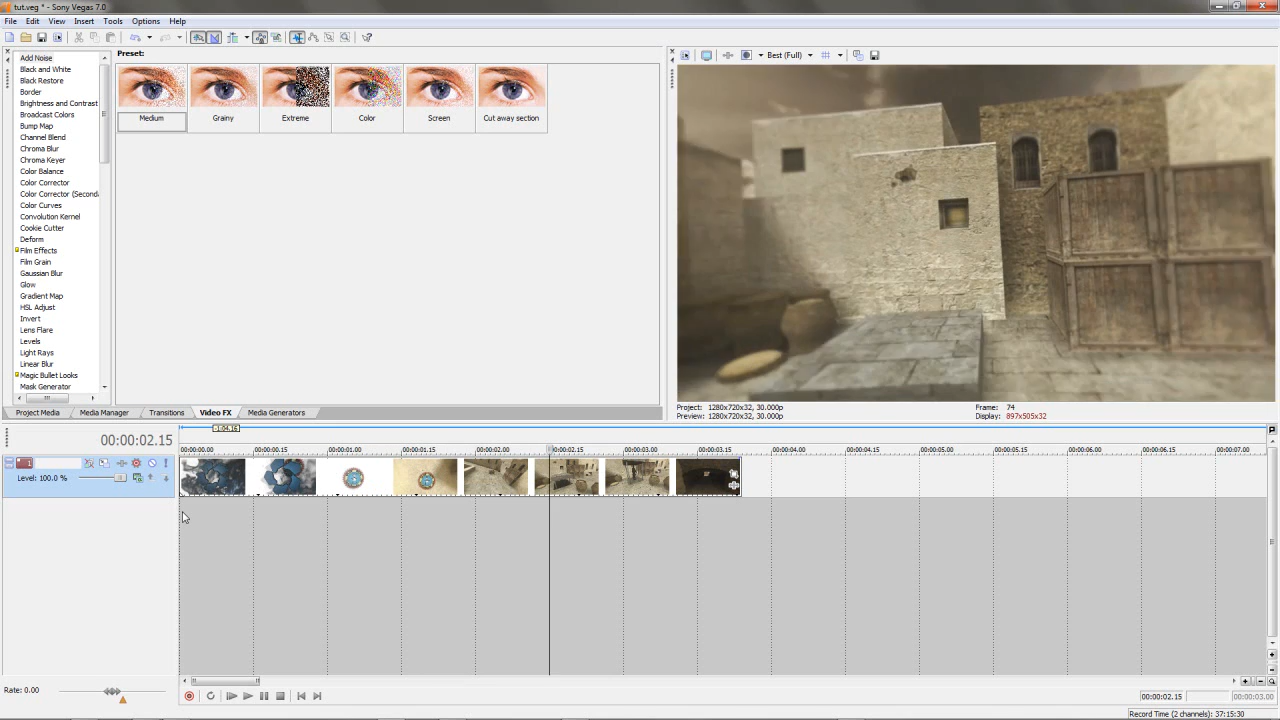 tut.veg * - Sony Vegas 7.0
File Edit View Insert Tools Options Help
Preset:
Add Noise
Black and White
Black Restore
Border
Brightness and Contrast
Broadcast Colors
Bump Map
Channel Blend
Chroma Blur
Chroma Keyer
Color Balance
Color Corrector
Color Corrector (Second
Color Curves
Convolution Kernel
Cookie Cutter
Deform
Film Effects
Film Grain
Gaussian Blur
Glow
Gradient Map
HSL Adjust
Invert
Lens Flare
Levels
Light Rays
Linear Blur
Magic Bullet Looks
Mask Generator
Medium Grainy Extreme Color Screen Cut away section
Best (Full)
Project Media Media Manager Transitions Video FX Media Generators
Project: 1280x720x32, 30.000p
Preview: 1280x720x32, 30.000p
Frame: 74
Display: 897x505x32
00:00:02.15
-1:04.16
00:00:00.00 00:00:00.15 00:00:01.00 00:00:01.15 00:00:02.00 00:00:02.15 00:00:03.00 00:00:03.15 00:00:04.00 00:00:04.15 00:00:05.00 00:00:05.15 00:00:06.00 00:00:06.15 00:00:07.00
1
Level: 100.0 %
Rate: 0.00
00:00:02.15 00:00:03.00
Record Time (2 channels): 37:15:30